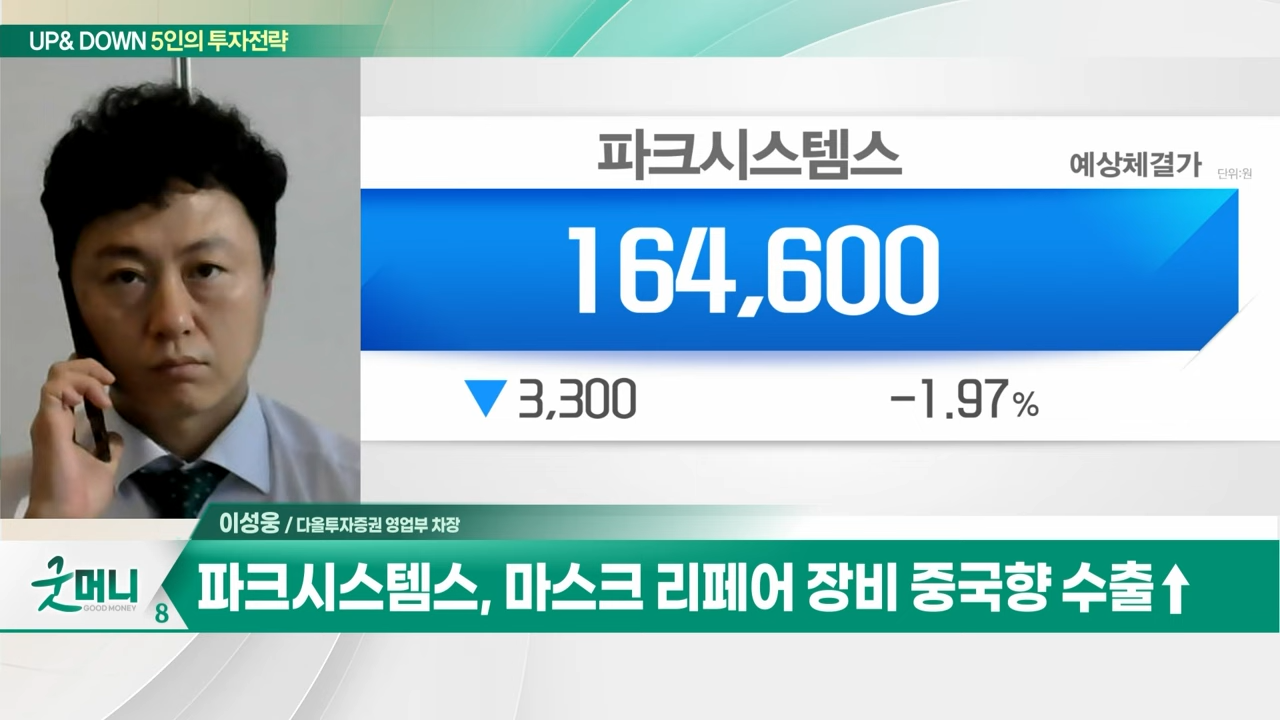 UP& DOWN 5인의 투자전략
파크시스템스
예상체결가 단위:원
164,600
▼ 3,300 -1.97%
이성웅 / 다올투자증권 영업부 차장
굿머니
GOOD MONEY
8
파크시스템스, 마스크 리페어 장비 중국향 수출↑